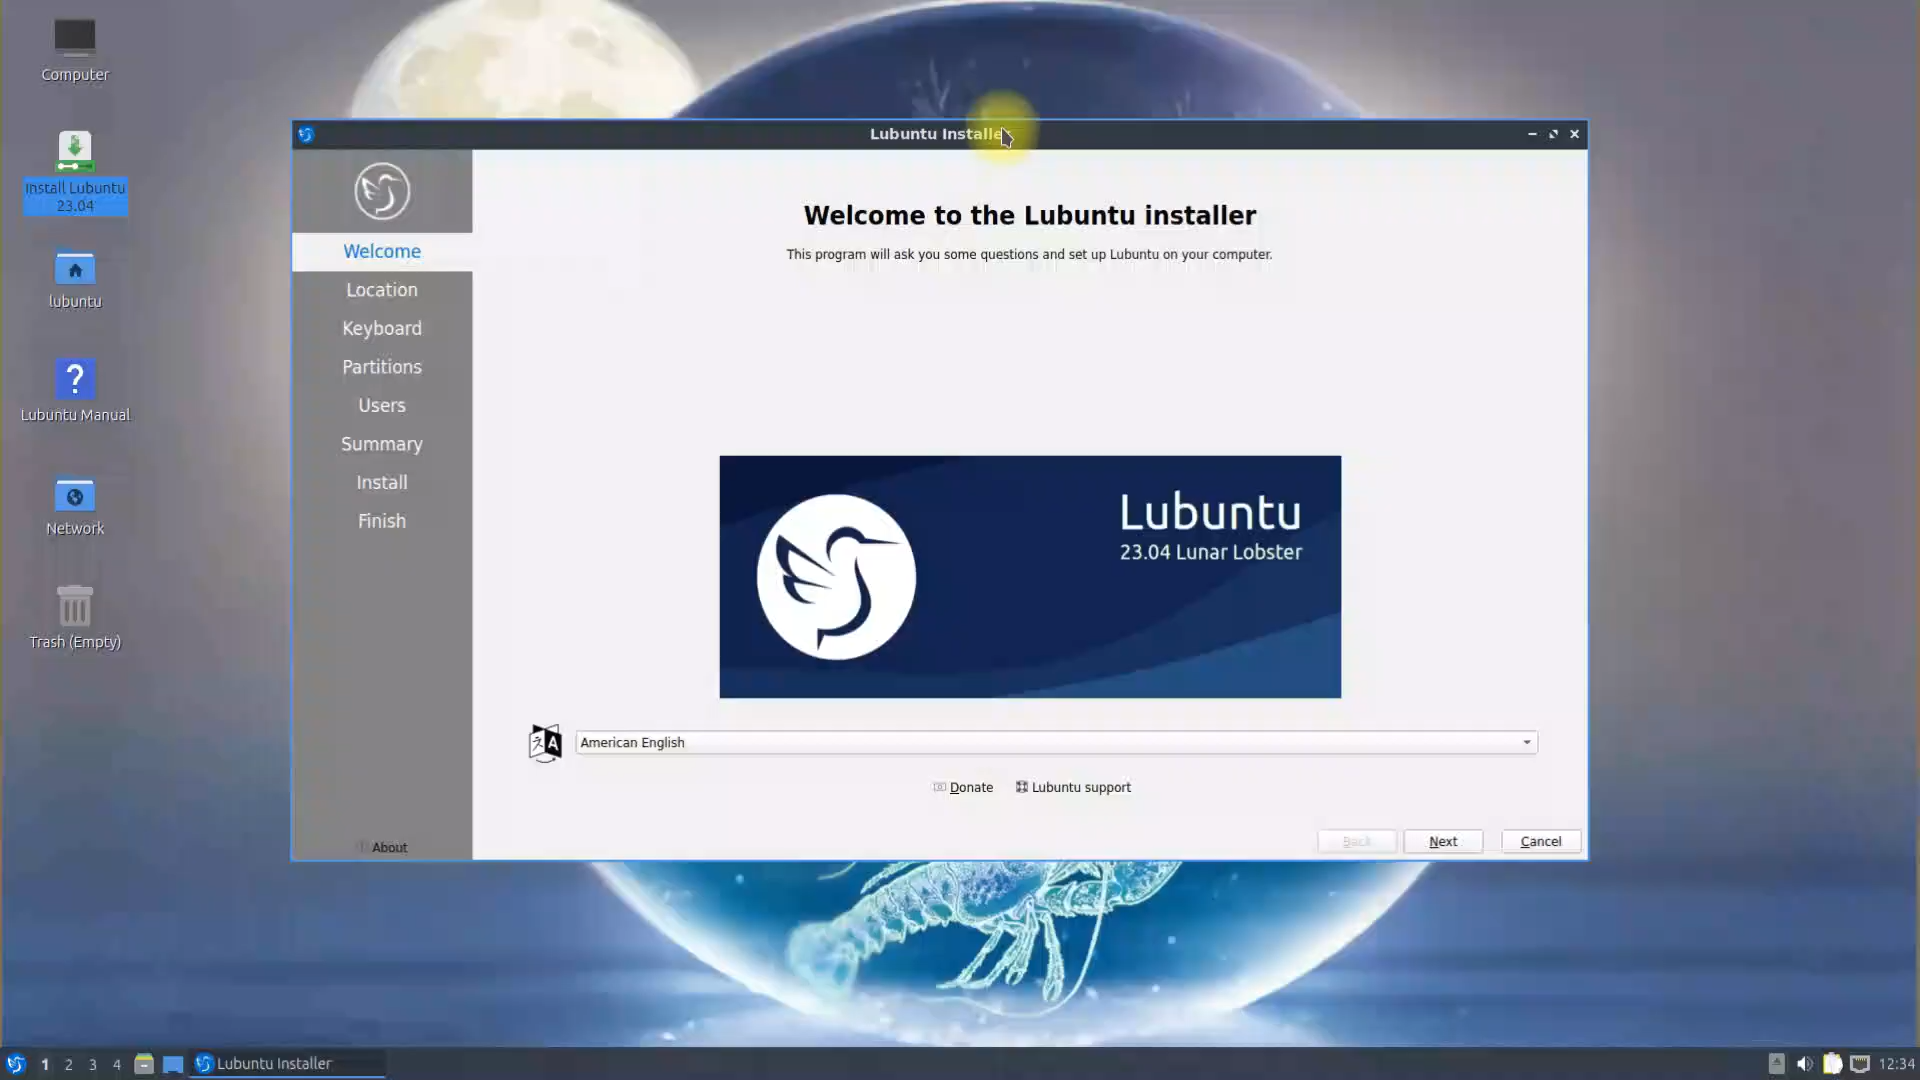 Computer
Install Lubuntu
23.04
lubuntu
Lubuntu Manual
Network
Trash (Empty)
Lubuntu Installer
Welcome
Location
Keyboard
Partitions
Users
Summary
Install
Finish
About
Welcome to the Lubuntu installer
This program will ask you some questions and set up Lubuntu on your computer.
Lubuntu
23.04 Lunar Lobster
American English
Donate
Lubuntu support
Back
Next
Cancel
1 2 3 4
Lubuntu Installer
12:34